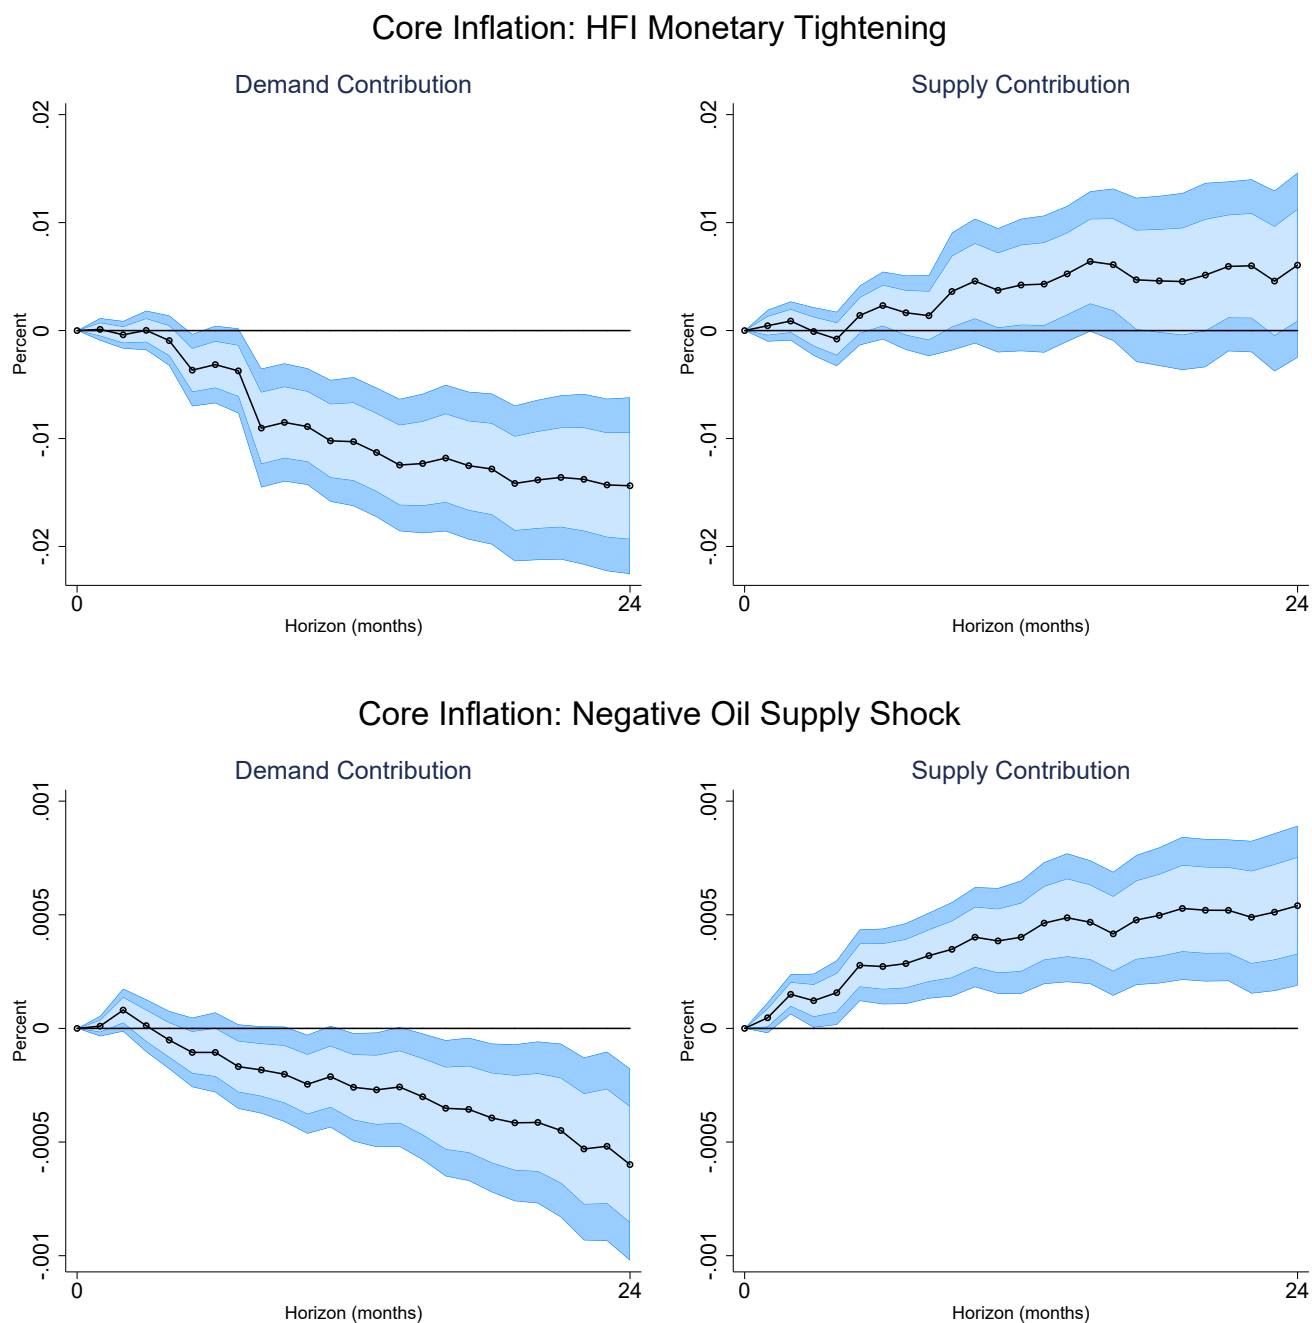 Core Inflation: HFI Monetary Tightening
Demand Contribution
Supply Contribution
.02
.01
0
-.01
-.02
Percent
0
24
Horizon (months)
.02
.01
0
-.01
-.02
Percent
0
24
Horizon (months)
Core Inflation: Negative Oil Supply Shock
Demand Contribution
Supply Contribution
.001
.0005
0
-.0005
-.001
Percent
0
24
Horizon (months)
.001
.0005
0
-.0005
-.001
Percent
0
24
Horizon (months)